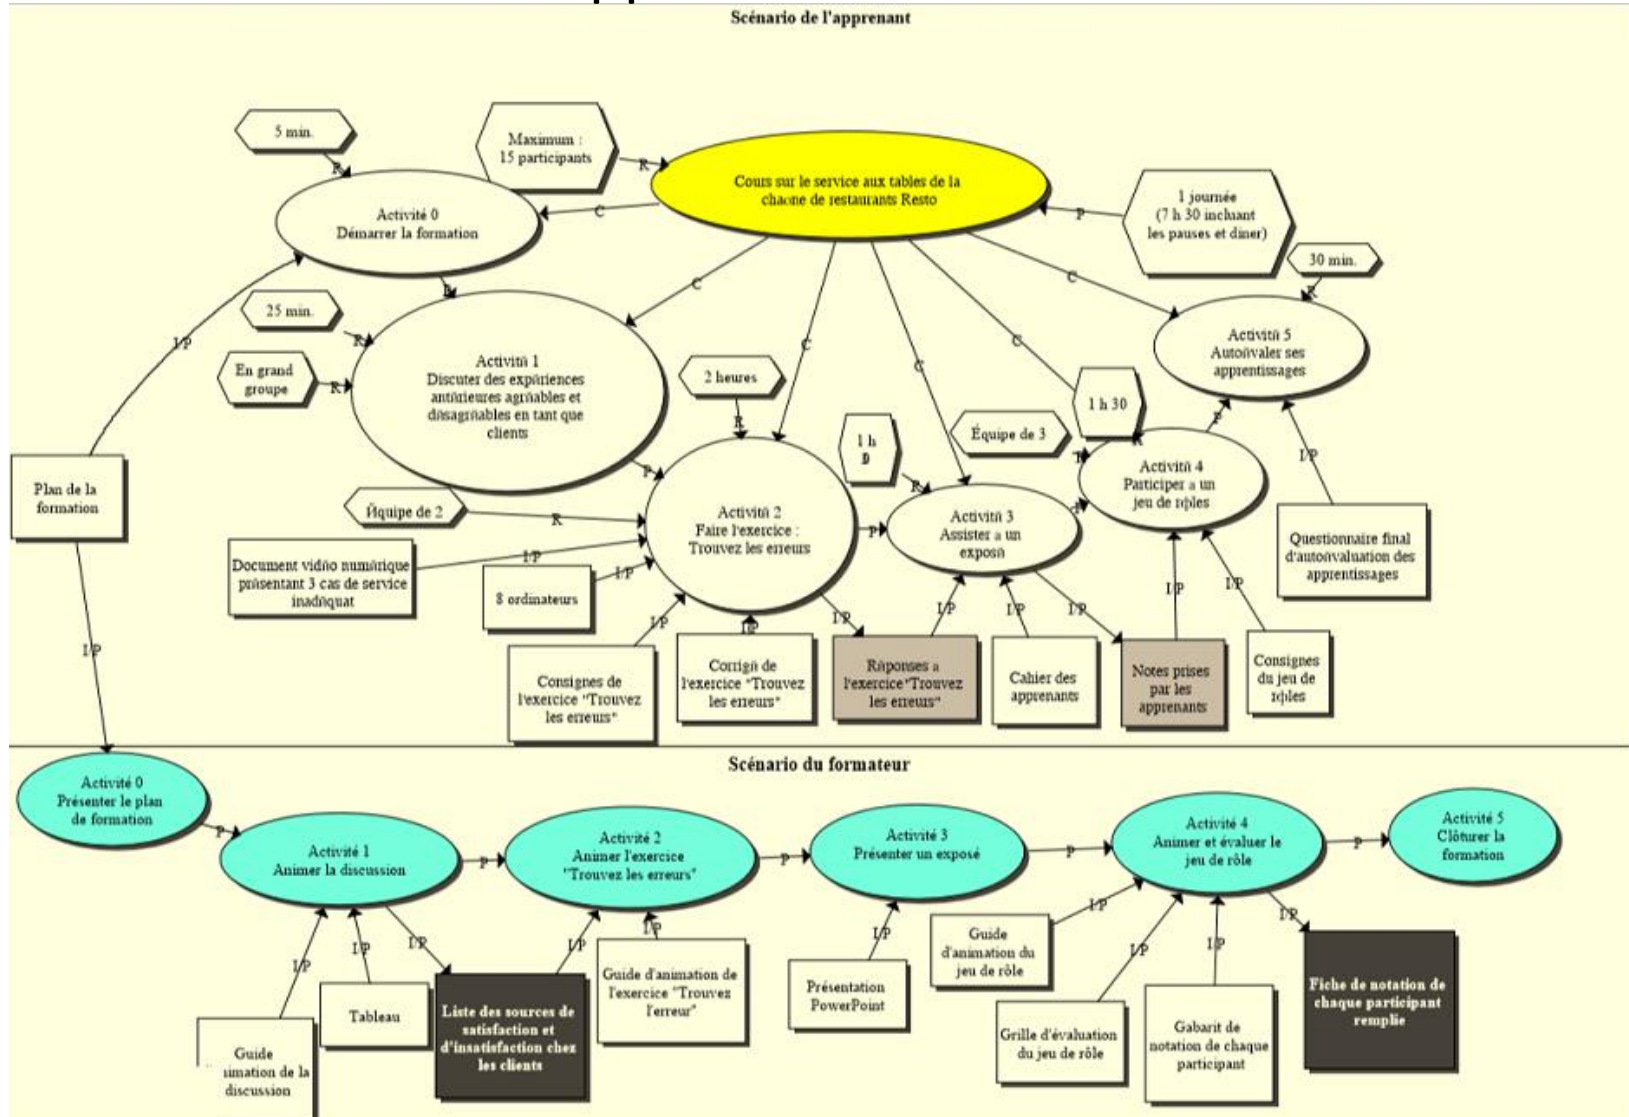 Scénario de l'apprenant
5 min.
Maximum :
15 participants
R
R
Cours sur le service aux tables de la
chaоne de restaurants Resto
1 journée
(7 h 30 incluant
les pauses et diner)
P
Activité 0
Démarrer la formation
C
30 min.
R
25 min.
R
P
C
C
C
C
C
En grand
groupe
R
Activitй 1
Discuter des expйriences
antйrieures agrйables et
dйsagrйables en tant que
clients
2 heures
R
Activitй 5
Autoйvaler ses
apprentissages
I/P
1 h 30
R
Équipe de 3
R
1 h
R
P
I/P
Plan de la
formation
P
Activitй 4
Participer а un
jeu de rфles
Йquipe de 2
R
Activitй 2
Faire l'exercice :
Trouvez les erreurs
P
Activitй 3
Assister а un
exposй
P
Questionnaire final
d'autoйvaluation des
apprentissages
Document vidйo numйrique
prйsentant 3 cas de service
inadйquat
I/P
8 ordinateurs
I/P
I/P
I/P
I/P
I/P
I/P
I/P
I/P
I/P
I/P
Consignes de
l'exercice "Trouvez
les erreurs"
Corrigй de
l'exercice "Trouvez
les erreurs"
Rйponses а
l'exercice"Trouvez
les erreurs"
Cahier des
apprenants
Notes prises
par les
apprenants
Consignes
du jeu de
rфles
Scénario du formateur
Activité 0
Présenter le plan
de formation
P
Activité 1
Animer la discussion
P
Activité 2
Animer l'exercice
"Trouvez les erreurs"
P
Activité 3
Présenter un exposé
P
Activité 4
Animer et évaluer le
jeu de rôle
P
Activité 5
Clôturer la
formation
I/P
I/P
I/P
I/P
I/P
I/P
I/P
I/P
I/P
I/P
Guide
imation de la
discussion
Tableau
Liste des sources de
satisfaction et
d'insatisfaction chez
les clients
Guide d'animation de
l'exercice "Trouvez
l'erreur"
Présentation
PowerPoint
Guide
d'animation du
jeu de rôle
Grille d'évaluation
du jeu de rôle
Gabarit de
notation de chaque
participant
Fiche de notation de
chaque participant
remplie